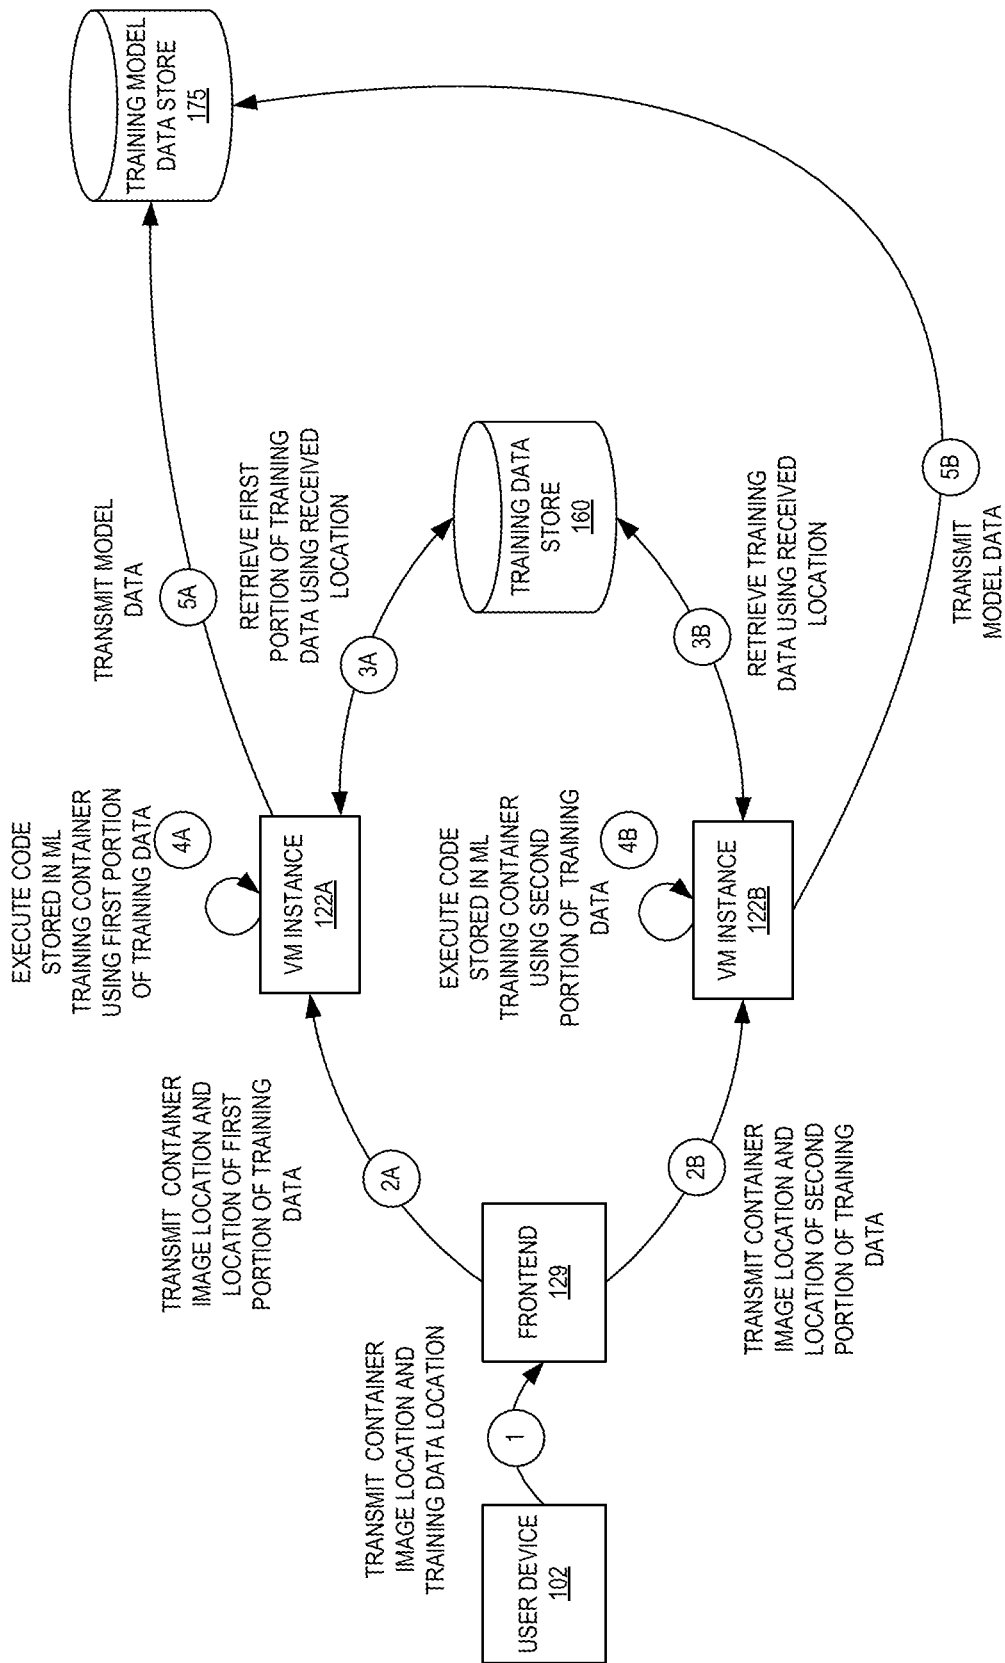 USER DEVICE
102
1
TRANSMIT CONTAINER
IMAGE LOCATION AND
TRAINING DATA LOCATION
FRONTEND
129
TRANSMIT CONTAINER
IMAGE LOCATION AND
LOCATION OF FIRST
PORTION OF TRAINING
DATA
2A
2B
TRANSMIT CONTAINER
IMAGE LOCATION AND
LOCATION OF SECOND
PORTION OF TRAINING
DATA
EXECUTE CODE
STORED IN ML
TRAINING CONTAINER
USING FIRST PORTION
OF TRAINING DATA
4A
VM INSTANCE
122A
EXECUTE CODE
STORED IN ML
TRAINING CONTAINER
USING SECOND
PORTION OF TRAINING
DATA
4B
VM INSTANCE
122B
RETRIEVE FIRST
PORTION OF TRAINING
DATA USING RECEIVED
LOCATION
3A
TRAINING DATA
STORE
160
3B
RETRIEVE TRAINING
DATA USING RECEIVED
LOCATION
TRANSMIT MODEL
DATA
5A
5B
TRANSMIT
MODEL DATA
TRAINING MODEL
DATA STORE
175